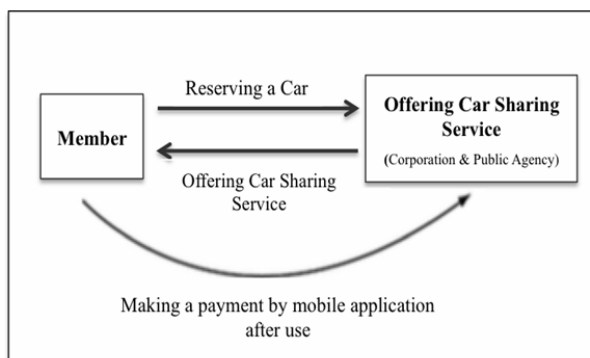 Reserving a Car
Member
Offering Car Sharing
Service
(Corporation & Public Agency)
Offering Car Sharing
Service
Making a payment by mobile application
after use